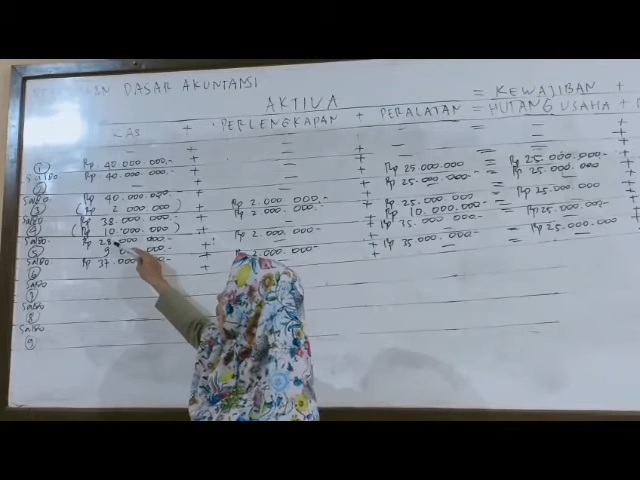 DASAR AKUNTANSI
AKTIVA = KEWAJIBAN +
KAS + PERLENGKAPAN + PERALATAN = HUTANG USAHA +
① Rp. 40.000.000,- + — + — = — +
SALDO Rp. 40.000.000,- + — + — = — +
② — + — + Rp 25.000.000 = Rp 25.000.000,-
SALDO Rp 40.000.000,- + — + Rp 25.000.000,- = Rp 25.000.000
③ (Rp 2.000.000) + Rp 2.000.000,-
SALDO Rp 38.000.000,- + Rp 2.000.000,- + Rp 25.000.000 = Rp 25.000.000
④ (Rp 10.000.000) + — + Rp 10.000.000 = —
SALDO Rp 28.000.000,- + Rp 2.000.000,- + Rp 35.000.000 = Rp 25.000.000
⑤
SALDO Rp 37. + 2.000.000,- + Rp 35.000.000,- = Rp 25.000.000
⑥
SALDO
⑦
SALDO
⑧
SALDO
⑨